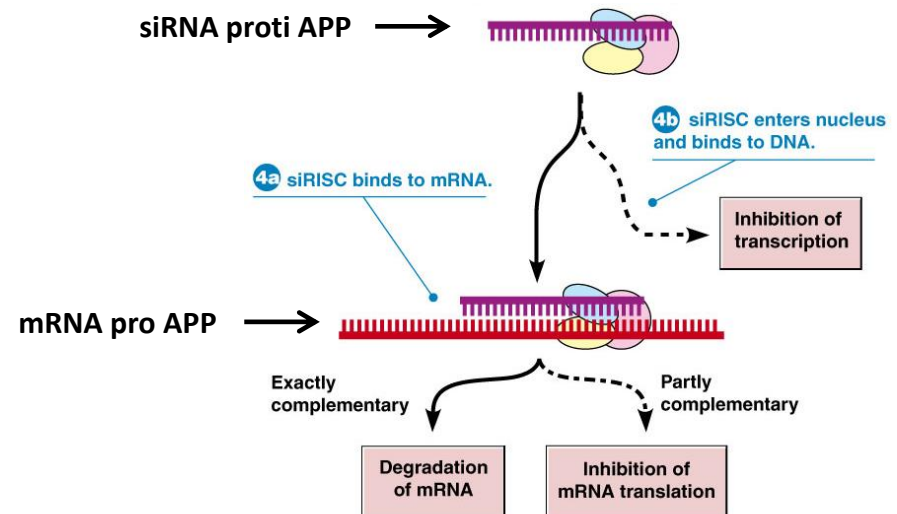 siRNA proti APP
4b siRISC enters nucleus
and binds to DNA.
4a siRISC binds to mRNA.
Inhibition of
transcription
mRNA pro APP
Exactly
complementary
Partly
complementary
Degradation
of mRNA
Inhibition of
mRNA translation